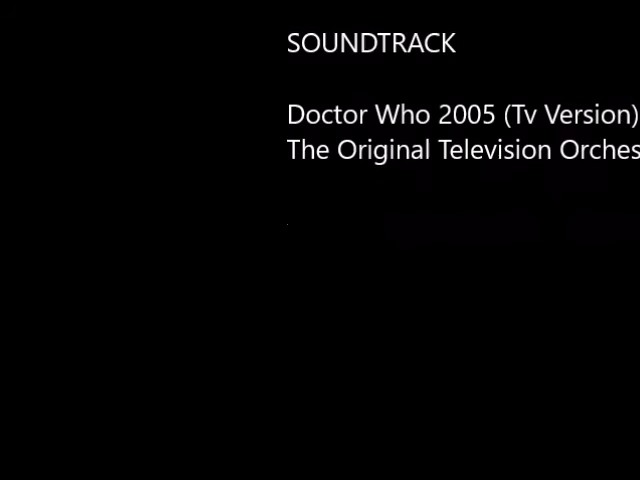 SOUNDTRACK
Doctor Who 2005 (Tv Version)
The Original Television Orches